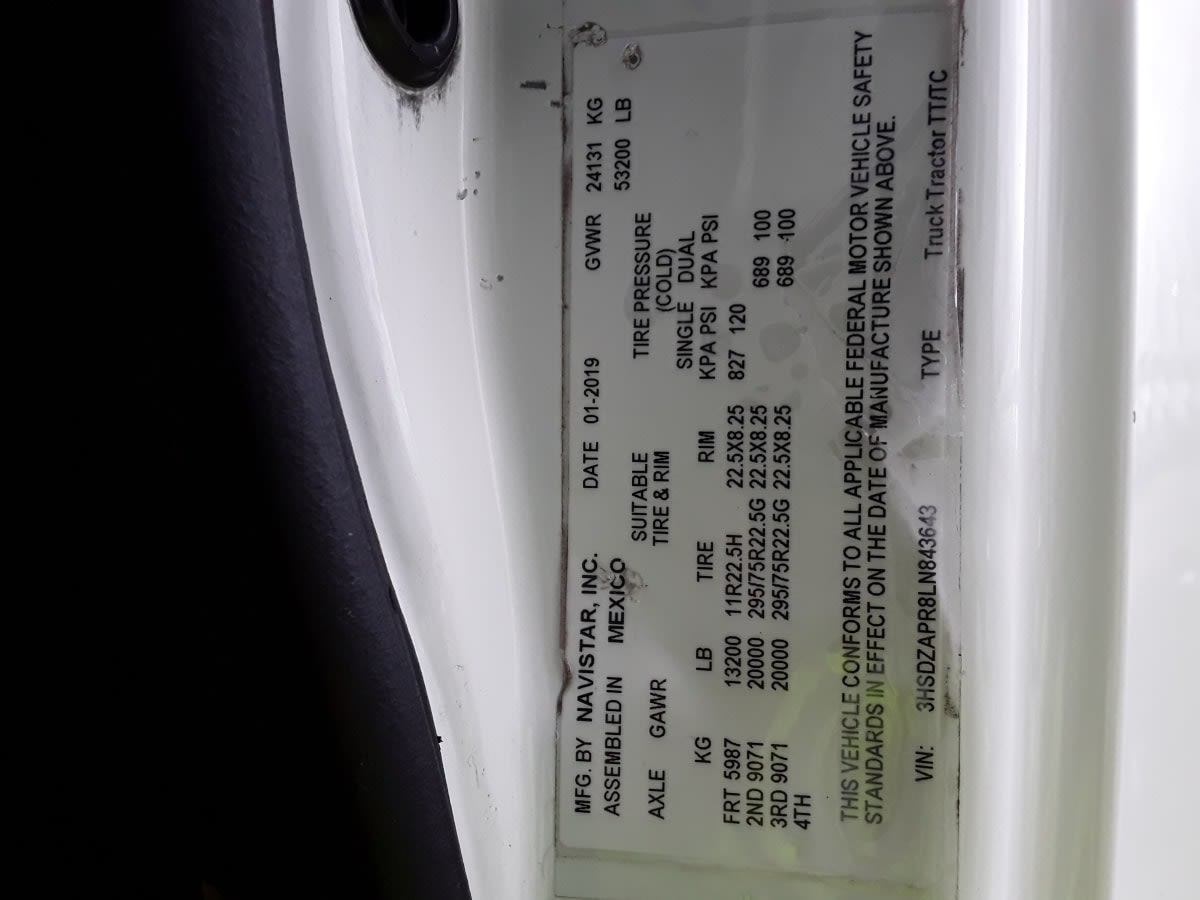 MFG. BY NAVISTAR, INC. DATE 01-2019 GVWR 24131 KG
ASSEMBLED IN MEXICO 53200 LB
AXLE GAWR SUITABLE TIRE PRESSURE
TIRE & RIM (COLD)
SINGLE DUAL
KG LB TIRE RIM KPA PSI KPA PSI
FRT 5987 13200 11R22.5H 22.5X8.25 827 120
2ND 9071 20000 295/75R22.5G 22.5X8.25 689 100
3RD 9071 20000 295/75R22.5G 22.5X8.25 689 100
4TH
THIS VEHICLE CONFORMS TO ALL APPLICABLE FEDERAL MOTOR VEHICLE SAFETY
STANDARDS IN EFFECT ON THE DATE OF MANUFACTURE SHOWN ABOVE.
VIN: 3HSDZAPR8LN843643 TYPE Truck Tractor TT/TC